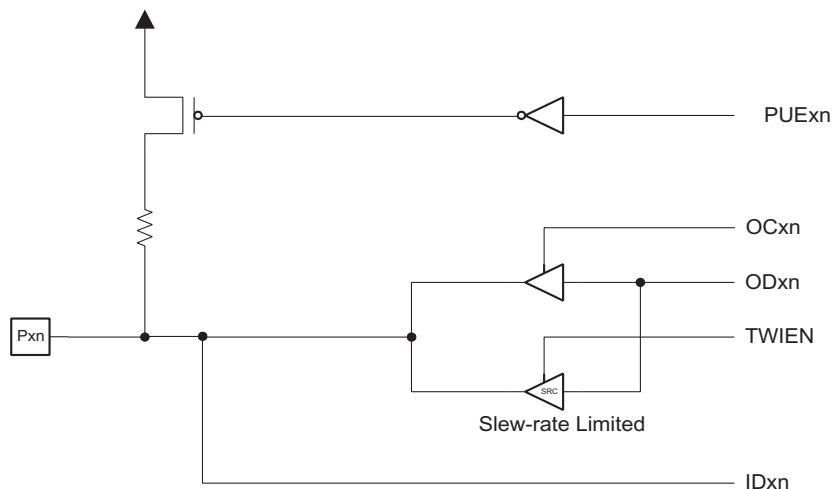 PUExn
OCxn
ODxn
Pxn
TWIEN
SRC
Slew-rate Limited
IDxn